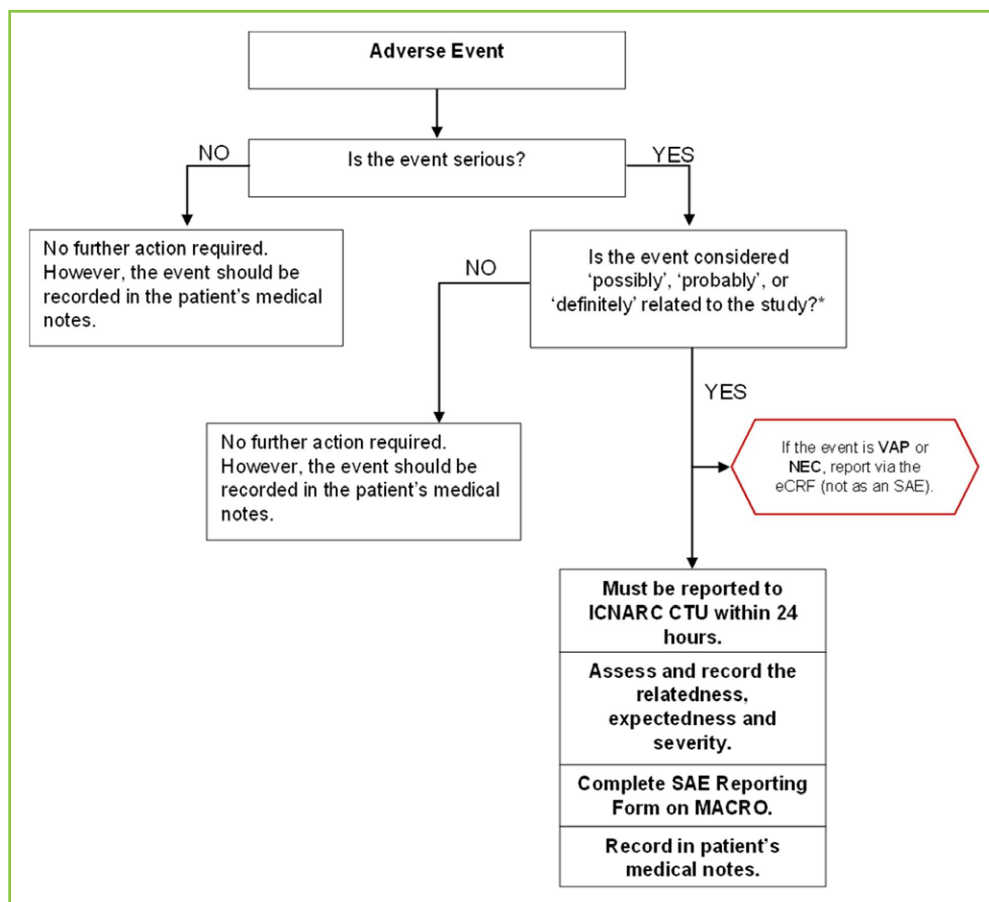 Adverse Event
Is the event serious?
NO
YES
No further action required.
However, the event should be
recorded in the patient’s medical
notes.
Is the event considered
‘possibly’, ‘probably’, or
‘definitely’ related to the study?*
NO
YES
No further action required.
However, the event should be
recorded in the patient’s medical
notes.
If the event is VAP or
NEC, report via the
eCRF (not as an SAE).
Must be reported to
ICNARC CTU within 24
hours.
Assess and record the
relatedness,
expectedness and
severity.
Complete SAE Reporting
Form on MACRO.
Record in patient’s
medical notes.